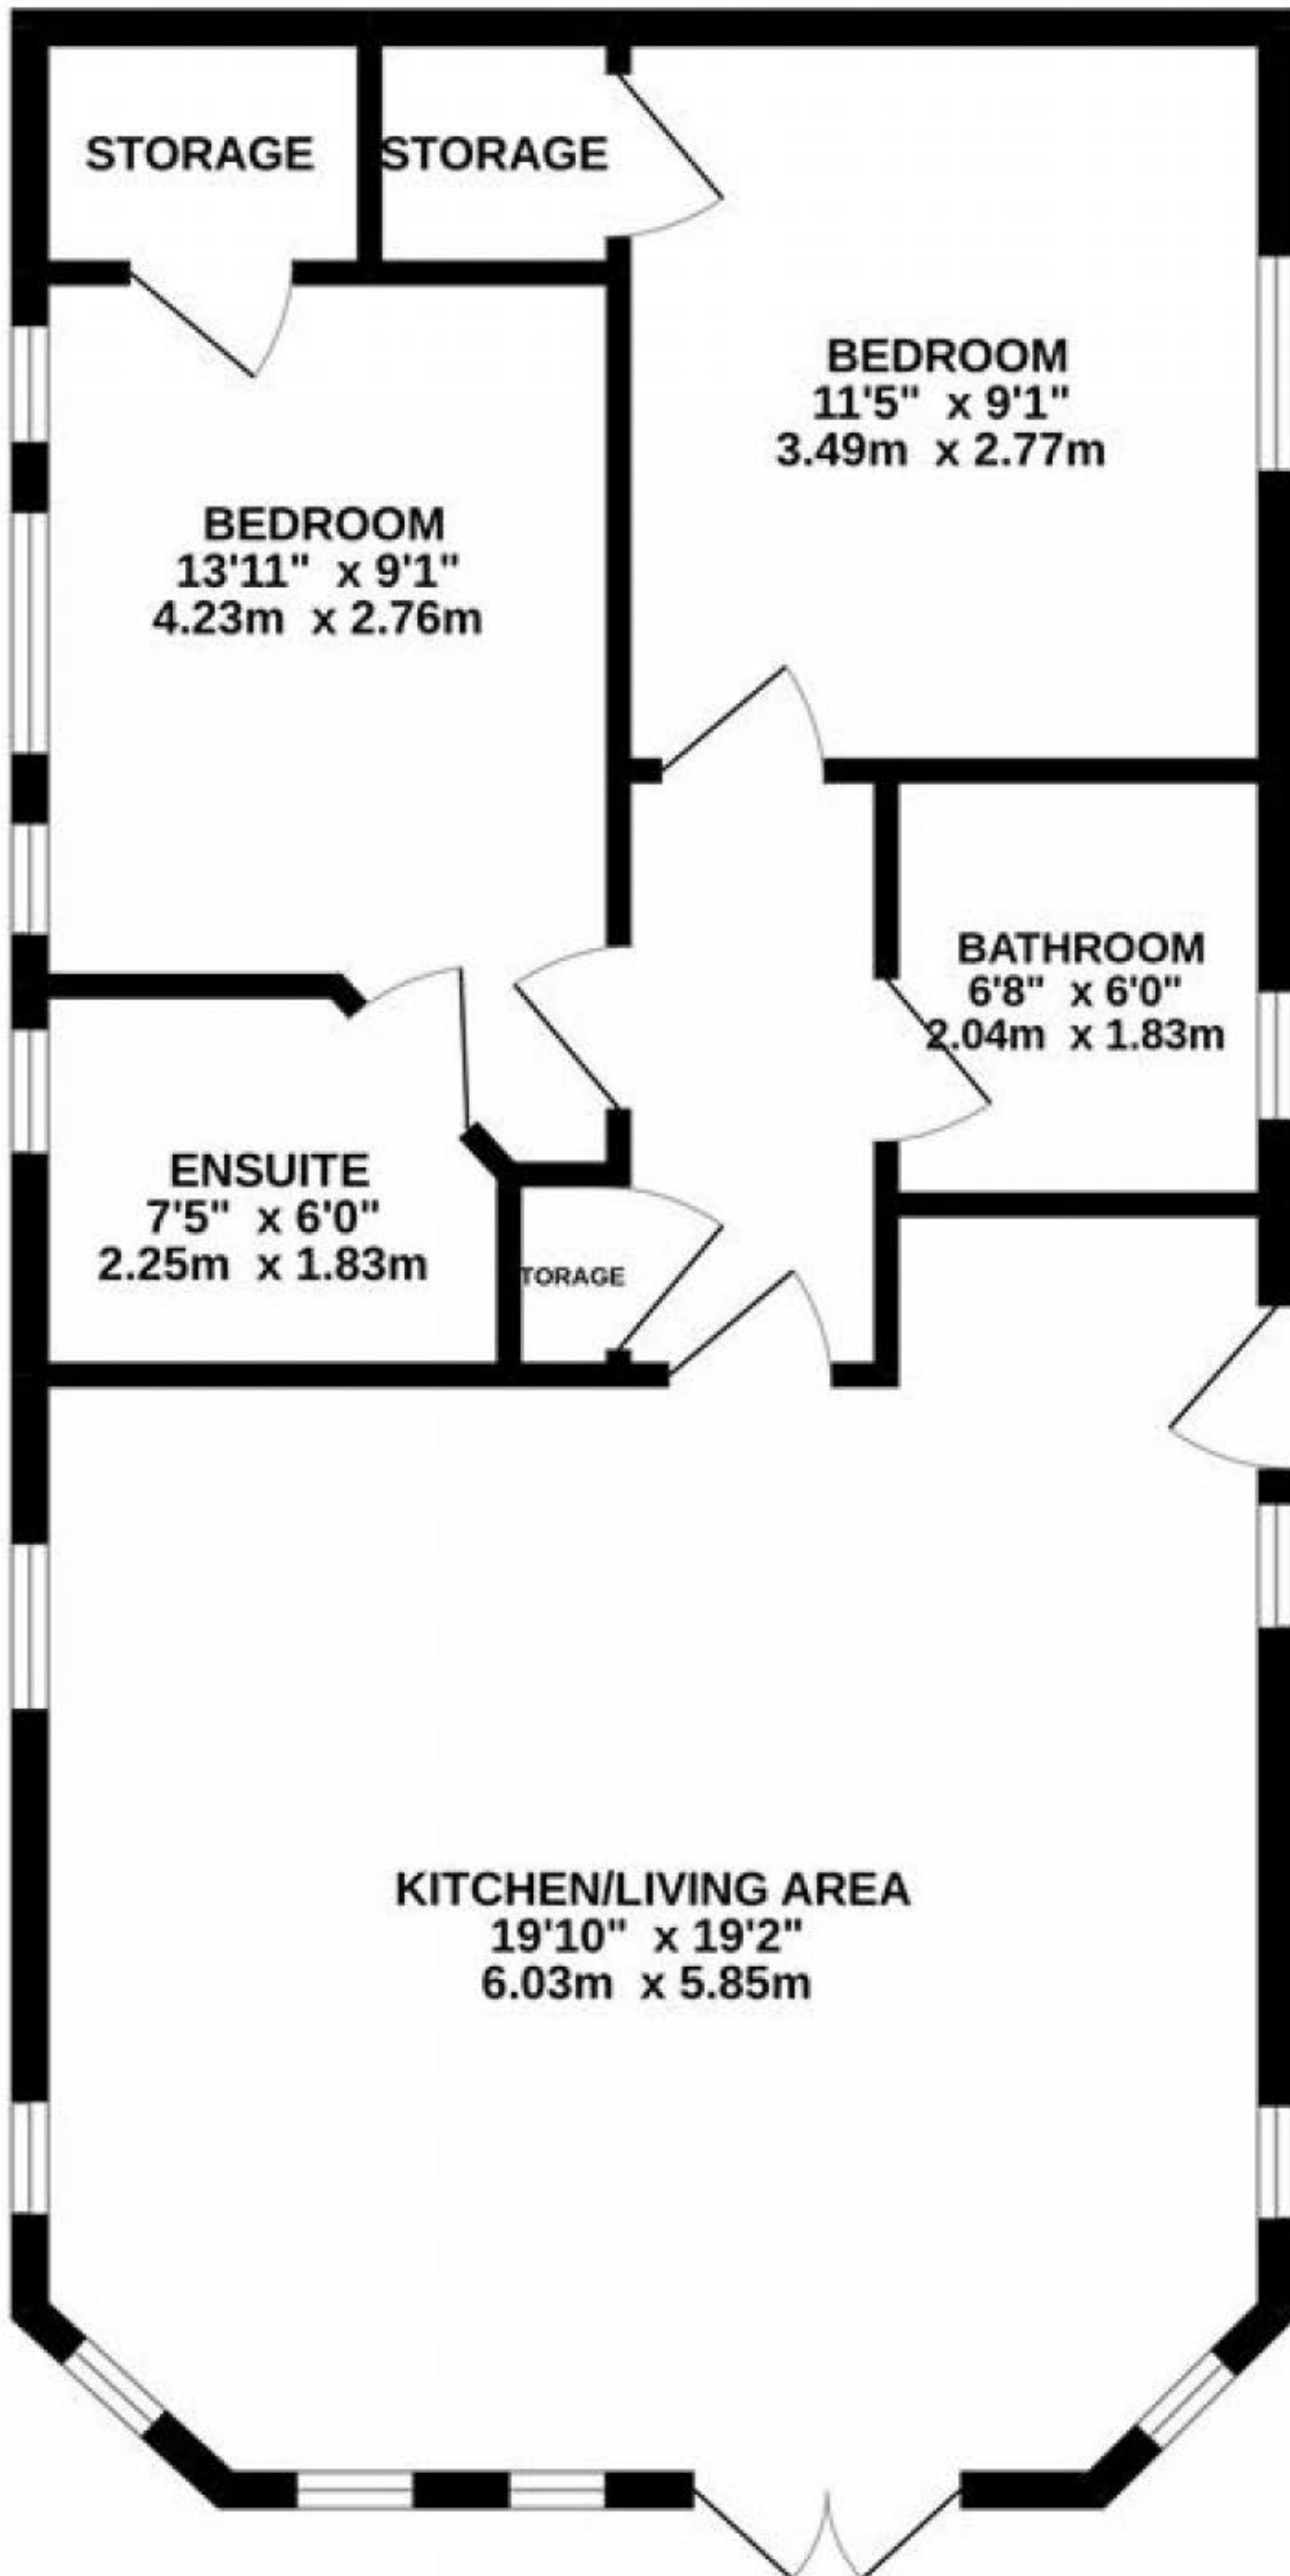 STORAGE
STORAGE
BEDROOM
11'5" x 9'1"
3.49m x 2.77m
BEDROOM
13'11" x 9'1"
4.23m x 2.76m
BATHROOM
6'8" x 6'0"
2.04m x 1.83m
ENSUITE
7'5" x 6'0"
2.25m x 1.83m
TORAGE
KITCHEN/LIVING AREA
19'10" x 19'2"
6.03m x 5.85m